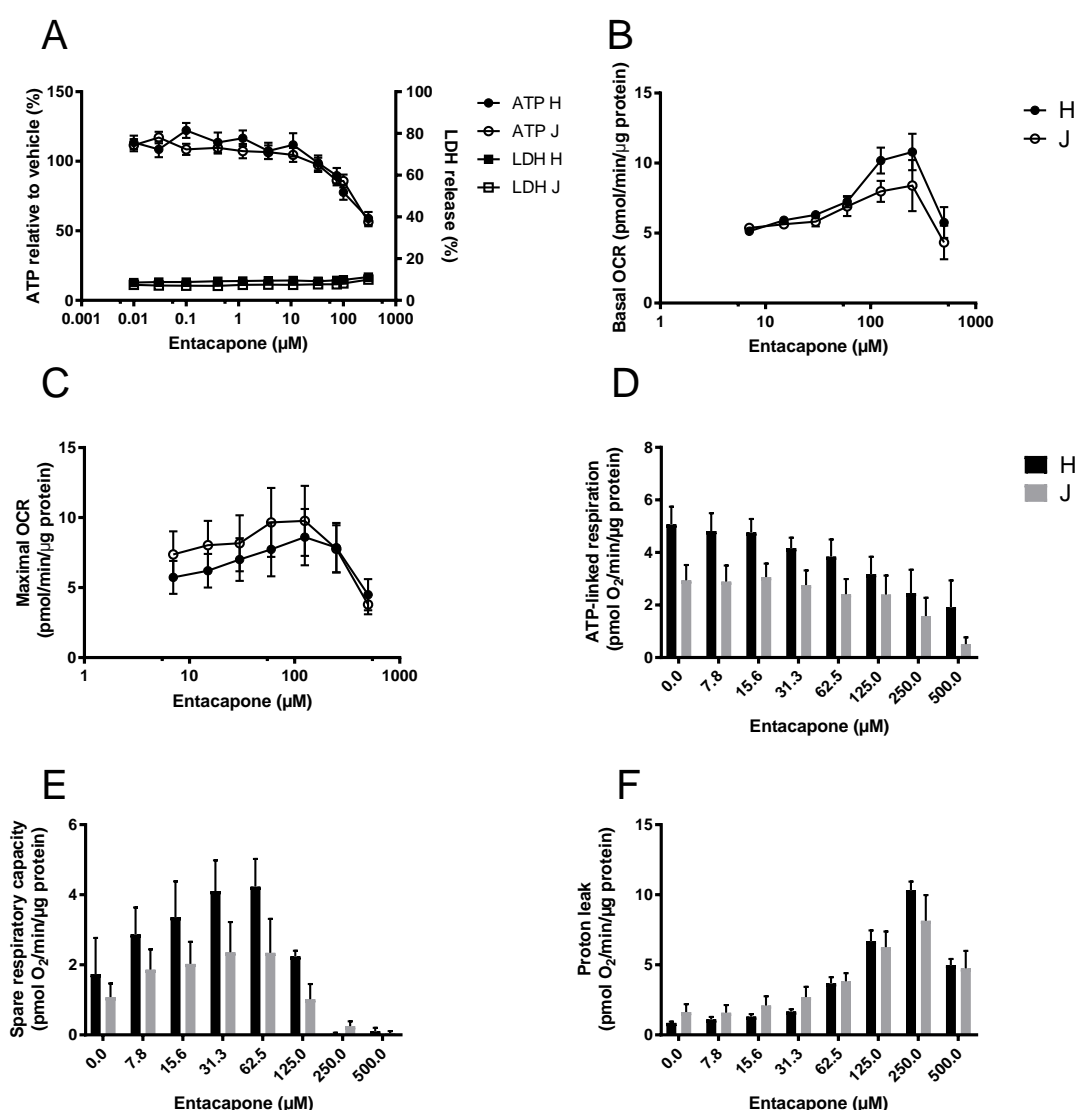 A
ATP relative to vehicle (%)
150
100
50
0
100
80
60
40
20
0
LDH release (%)
0.001 0.01 0.1 1 10 100 1000
Entacapone (µM)
ATP H
ATP J
LDH H
LDH J
B
Basal OCR (pmol/min/µg protein)
15
10
5
0
1 10 100 1000
Entacapone (µM)
H
J
C
Maximal OCR
(pmol/min/µg protein)
15
10
5
0
1 10 100 1000
Entacapone (µM)
D
ATP-linked respiration
(pmol O₂/min/µg protein)
8
6
4
2
0
0.0 7.8 15.6 31.3 62.5 125.0 250.0 500.0
Entacapone (µM)
H
J
E
Spare respiratory capacity
(pmol O₂/min/µg protein)
6
4
2
0
0.0 7.8 15.6 31.3 62.5 125.0 250.0 500.0
Entacapone (µM)
F
Proton leak
(pmol O₂/min/µg protein)
15
10
5
0
0.0 7.8 15.6 31.3 62.5 125.0 250.0 500.0
Entacapone (µM)